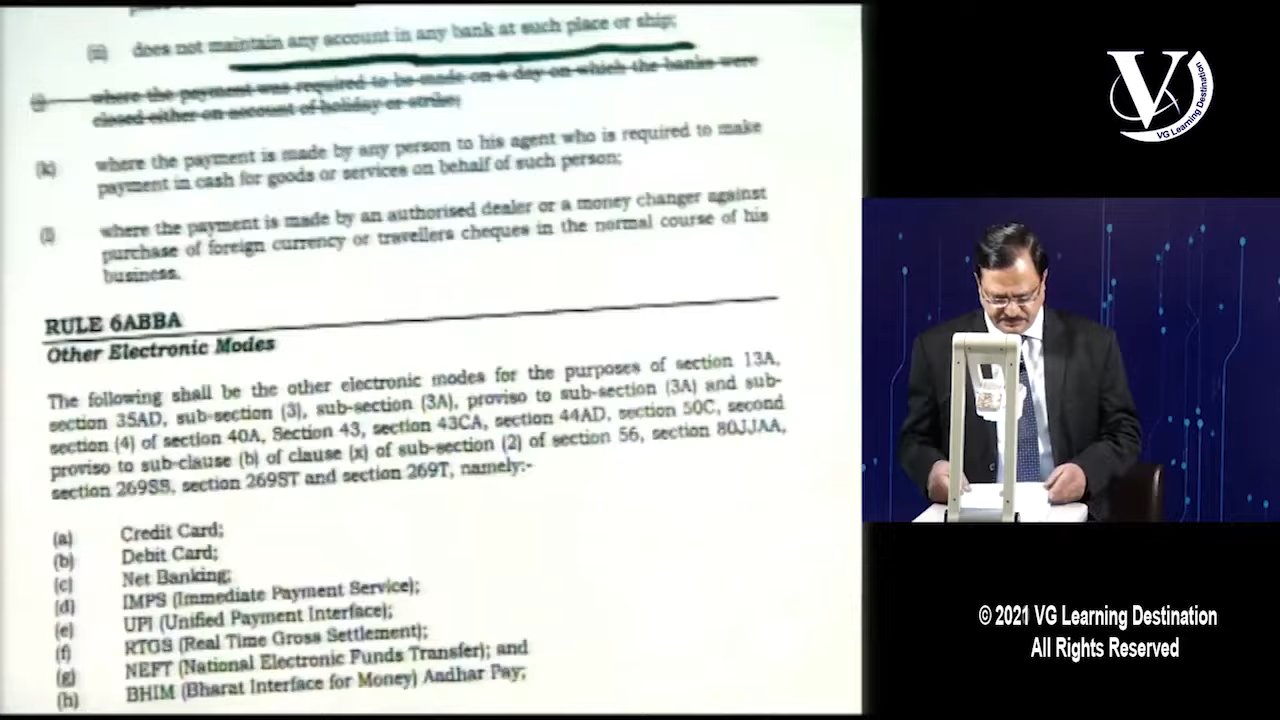 (ii) does not maintain any account in any bank at such place or ship;
(j) where the payment was required to be made on a day on which the banks were
closed either on account of holiday or strike;
(k) where the payment is made by any person to his agent who is required to make
payment in cash for goods or services on behalf of such person;
(l) where the payment is made by an authorised dealer or a money changer against
purchase of foreign currency or travellers cheques in the normal course of his
business.
RULE 6ABBA
Other Electronic Modes
The following shall be the other electronic modes for the purposes of section 13A,
section 35AD, sub-section (3), sub-section (3A), proviso to sub-section (3A) and sub-
section (4) of section 40A, Section 43, section 43CA, section 44AD, section 50C, second
proviso to sub-clause (b) of clause (x) of sub-section (2) of section 56, section 80JJAA,
section 269SS, section 269ST and section 269T, namely:-
(a) Credit Card;
(b) Debit Card;
(c) Net Banking;
(d) IMPS (Immediate Payment Service);
(e) UPI (Unified Payment Interface);
(f) RTGS (Real Time Gross Settlement);
(g) NEFT (National Electronic Funds Transfer); and
(h) BHIM (Bharat Interface for Money) Aadhar Pay;
V
VG Learning Destination
© 2021 VG Learning Destination
All Rights Reserved